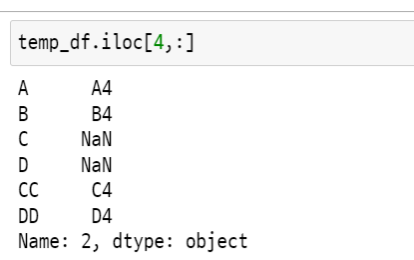 temp_df.iloc[4,:]
A A4
B B4
C NaN
D NaN
CC C4
DD D4
Name: 2, dtype: object